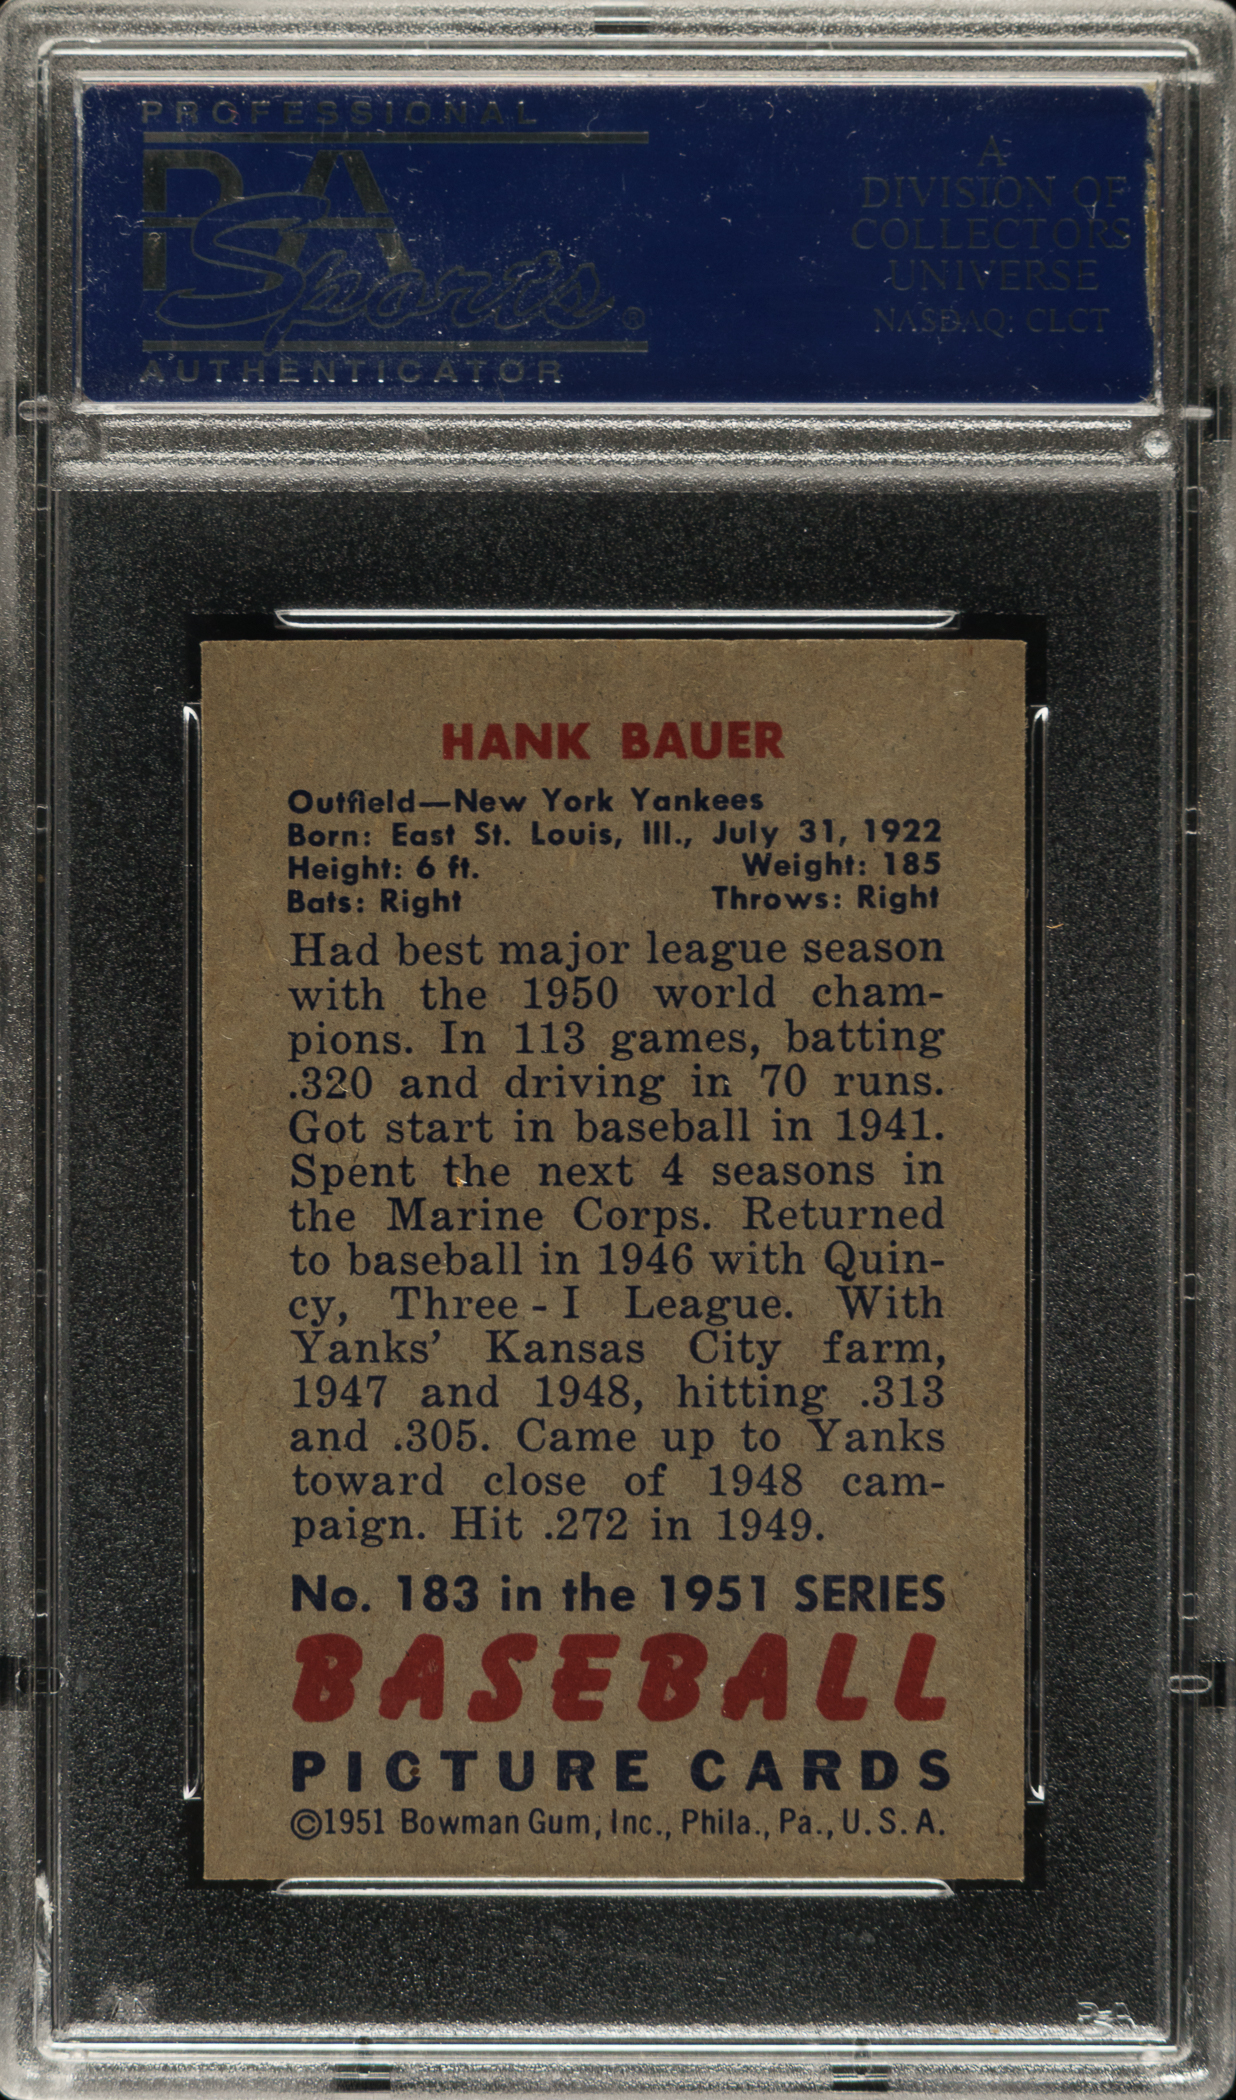 PROFESSIONAL
PSA
Sports®
AUTHENTICATOR
A
DIVISION OF
COLLECTORS
UNIVERSE
NASDAQ: CLCT
HANK BAUER
Outfield—New York Yankees
Born: East St. Louis, Ill., July 31, 1922
Height: 6 ft. Weight: 185
Bats: Right Throws: Right
Had best major league season
with the 1950 world cham-
pions. In 113 games, batting
.320 and driving in 70 runs.
Got start in baseball in 1941.
Spent the next 4 seasons in
the Marine Corps. Returned
to baseball in 1946 with Quin-
cy, Three - I League. With
Yanks' Kansas City farm,
1947 and 1948, hitting .313
and .305. Came up to Yanks
toward close of 1948 cam-
paign. Hit .272 in 1949.
No. 183 in the 1951 SERIES
BASEBALL
PICTURE CARDS
©1951 Bowman Gum, Inc., Phila., Pa., U. S. A.
PSA